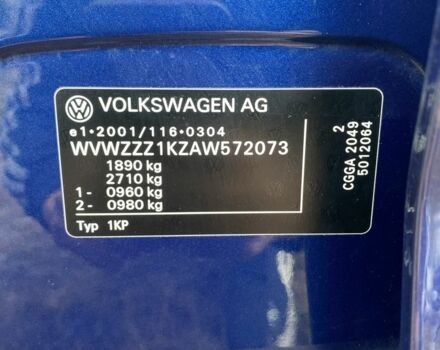 VOLKSWAGEN AG
e1*2001/116*0304
WVWZZZ1KZAW572073
1890 kg
2710 kg
1- 0960 kg
2- 0980 kg
Typ 1KP
2
CGGA 2049
5012064